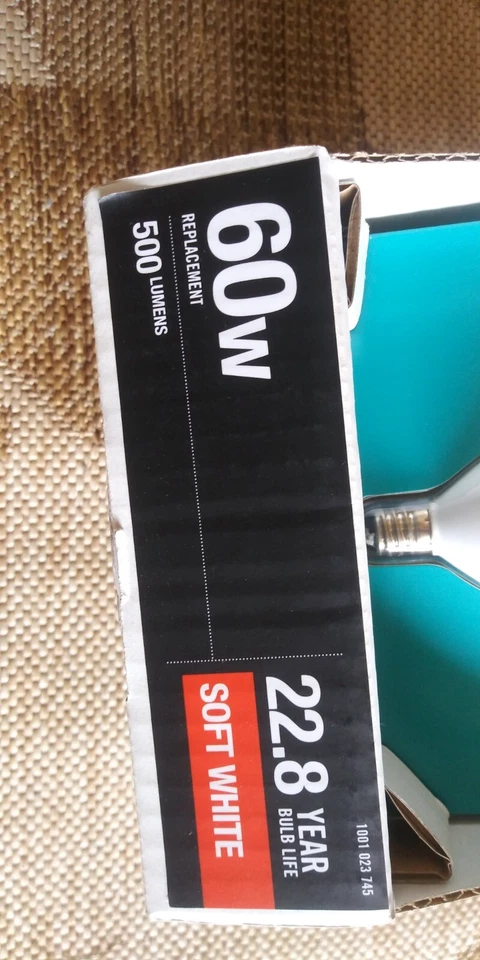 60W
REPLACEMENT
500 LUMENS
1001 023 745
22.8 YEAR
BULB LIFE
SOFT WHITE